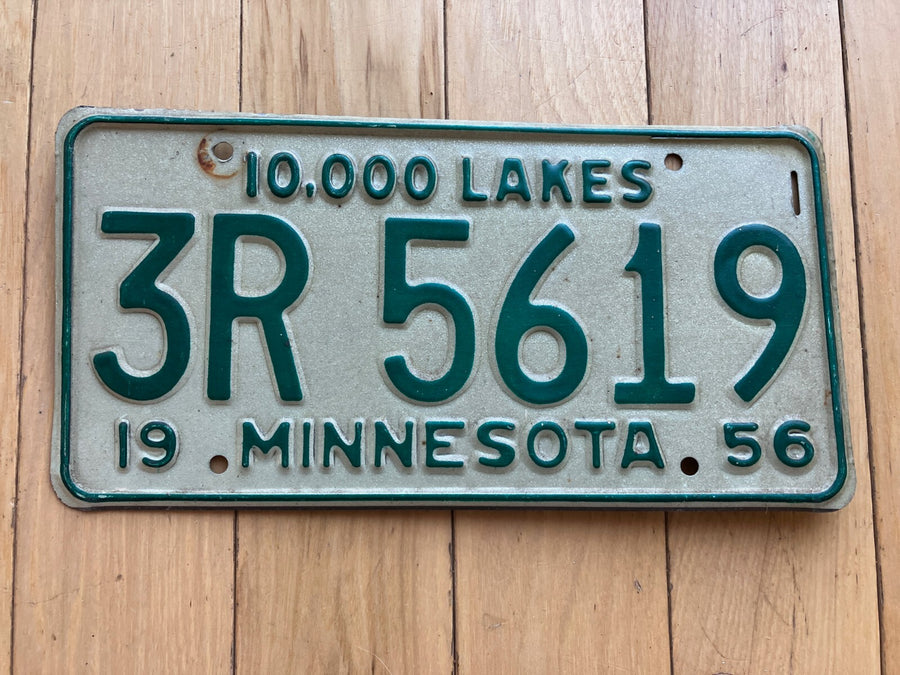 10,000 LAKES
3R 5619
19 MINNESOTA 56